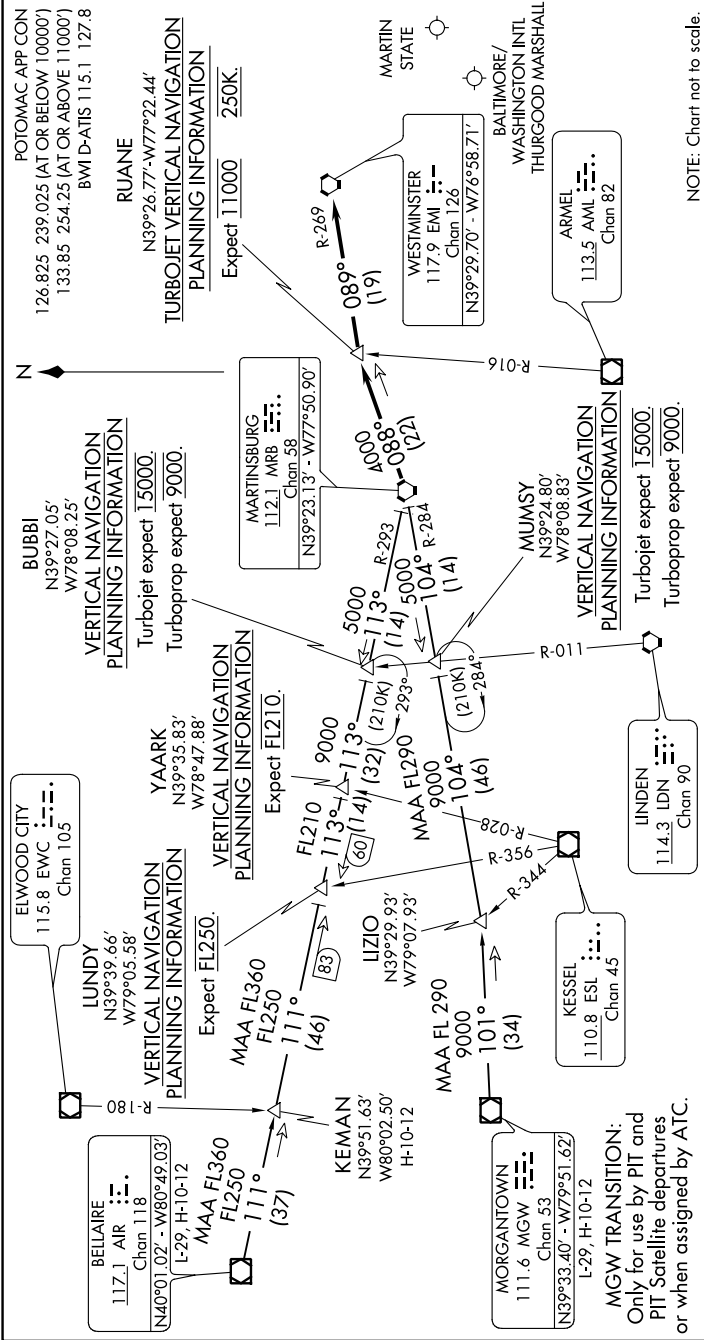 POTOMAC APP CON
126.825 239.025 (AT OR BELOW 10000')
133.85 254.25 (AT OR ABOVE 11000')
BWI D-ATIS 115.1 127.8
N
RUANE
N39°26.77'-W77°22.44'
TURBOJET VERTICAL NAVIGATION
PLANNING INFORMATION
Expect 11000 250K.
BUBBI
N39°27.05'
W78°08.25'
VERTICAL NAVIGATION
PLANNING INFORMATION
Turbojet expect 15000.
Turboprop expect 9000.
YAARK
N39°35.83'
W78°47.88'
VERTICAL NAVIGATION
PLANNING INFORMATION
Expect FL210.
ELWOOD CITY
115.8 EWC
Chan 105
LUNDY
N39°39.66'
W79°05.58'
VERTICAL NAVIGATION
PLANNING INFORMATION
Expect FL250.
BELLAIRE
117.1 AIR
Chan 118
N40°01.02' - W80°49.03'
L-29, H-10-12
MAA FL360
FL250
111°
(37)
R-180
KEMAN
N39°51.63'
W80°02.50'
H-10-12
MAA FL360
FL250
111°
(46)
83
FL210
113°
(14)
60
9000
113°
(32)
(210K)
293°
5000
113°
(14)
R-293
MARTINSBURG
112.1 MRB
Chan 58
N39°23.13' - W77°50.90'
4000
088°
(22)
089°
(19)
R-269
WESTMINSTER
117.9 EMI
Chan 126
N39°29.70' - W76°58.71'
MARTIN
STATE
BALTIMORE/
WASHINGTON INTL
THURGOOD MARSHALL
R-016
ARMEL
113.5 AML
Chan 82
MORGANTOWN
111.6 MGW
Chan 53
N39°33.40' - W79°51.62'
L-29, H-10-12
MAA FL 290
9000
101°
(34)
LIZIO
N39°29.93'
W79°07.93'
MAA FL290
9000
104°
(46)
(210K)
284°
5000
104°
(14)
R-284
R-028
R-356
R-344
KESSEL
110.8 ESL
Chan 45
R-011
LINDEN
114.3 LDN
Chan 90
MUMSY
N39°24.80'
W78°08.83'
VERTICAL NAVIGATION
PLANNING INFORMATION
Turbojet expect 15000.
Turboprop expect 9000.
MGW TRANSITION:
Only for use by PIT and
PIT Satellite departures
or when assigned by ATC.
NOTE: Chart not to scale.